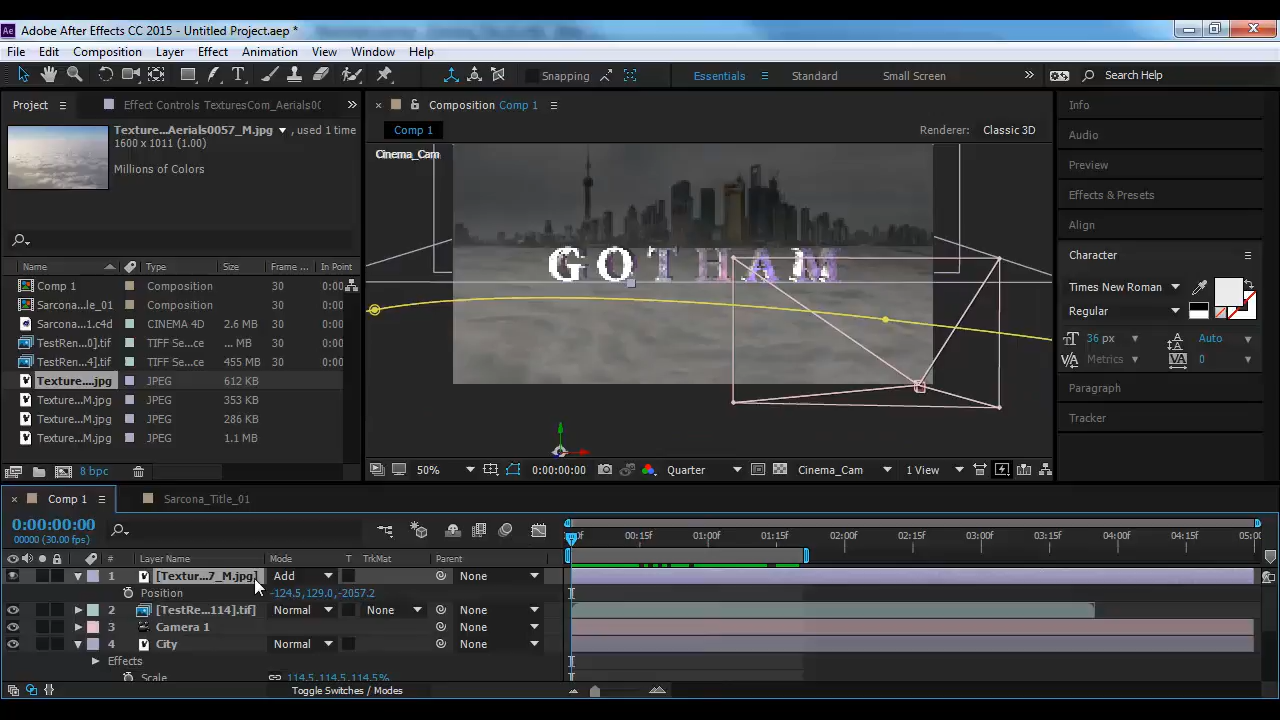 Ae Adobe After Effects CC 2015 - Untitled Project.aep *
File Edit Composition Layer Effect Animation View Window Help
T Snapping Essentials Standard Small Screen » Search Help
Project Effect Controls TexturesCom_Aerials00 »
Composition Comp 1
Info
Texture...Aerials0057_M.jpg , used 1 time
1600 x 1011 (1.00)
Millions of Colors
Comp 1
Renderer: Classic 3D
Audio
Cinema_Cam
Preview
Effects & Presets
Align
Character
GOTHAM
Name Type Size Frame ... In Point
Comp 1 Composition 30 0:00
Sarcona...le_01 Composition 30 0:00
Sarcona...1.c4d CINEMA 4D 2.6 MB 30 0:00
TestRen...0].tif TIFF Se...ce ... MB 30 0:00
TestRen...4].tif TIFF Se...ce 455 MB 30 0:00
Texture....jpg JPEG 612 KB
Texture...M.jpg JPEG 353 KB
Texture...M.jpg JPEG 286 KB
Texture...M.jpg JPEG 1.1 MB
8 bpc
Times New Roman
Regular
36 px Auto
Metrics 0
Paragraph
Tracker
50% 0:00:00:00 Quarter Cinema_Cam 1 View
Comp 1 Sarcona_Title_01
0:00:00:00
00000 (30.00 fps)
00:15f 01:00f 01:15f 02:00f 02:15f 03:00f 03:15f 04:00f 04:15f 05:00
# Layer Name Mode T TrkMat Parent
1 [Textur...7_M.jpg] Add None
Position -124.5,129.0,-2057.2
2 [TestRe...114].tif] Normal None None
3 Camera 1 None
4 City Normal None
Effects
Scale 114.5,114.5,114.5%
Toggle Switches / Modes